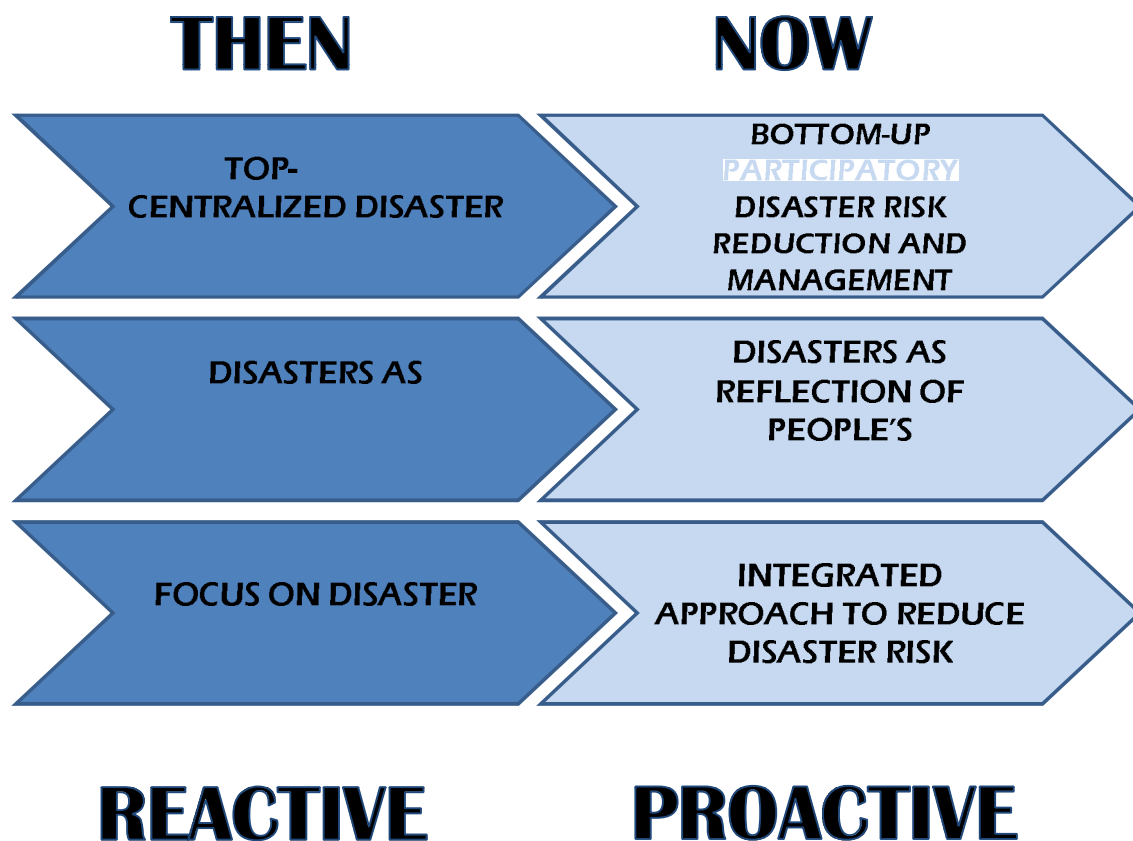 THEN
NOW
TOP-
CENTRALIZED DISASTER
BOTTOM-UP
PARTICIPATORY
DISASTER RISK
REDUCTION AND
MANAGEMENT
DISASTERS AS
DISASTERS AS
REFLECTION OF
PEOPLE’S
FOCUS ON DISASTER
INTEGRATED
APPROACH TO REDUCE
DISASTER RISK
REACTIVE
PROACTIVE